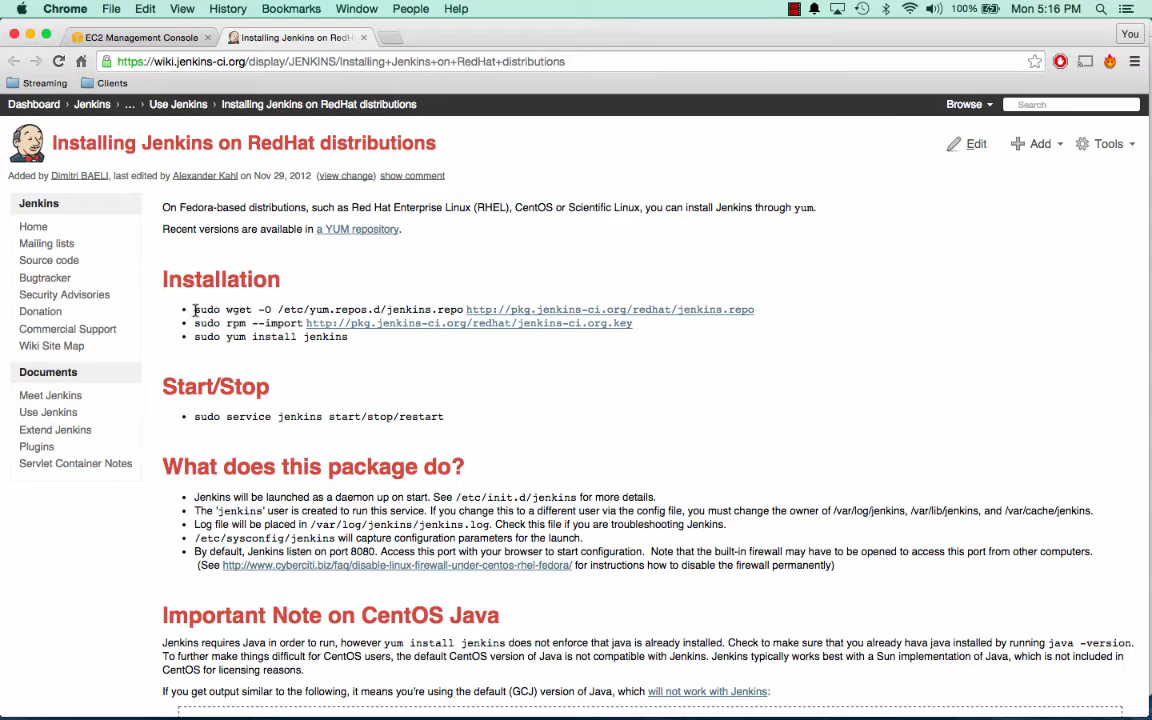 Chrome File Edit View History Bookmarks Window People Help 100% Mon 5:16 PM
EC2 Management Console × Installing Jenkins on RedH × You
https://wiki.jenkins-ci.org/display/JENKINS/Installing+Jenkins+on+RedHat+distributions
Streaming Clients
Dashboard › Jenkins › ... › Use Jenkins › Installing Jenkins on RedHat distributions Browse Search
Installing Jenkins on RedHat distributions Edit Add Tools
Added by Dimitri BAELI, last edited by Alexander Kahl on Nov 29, 2012 (view change) show comment
Jenkins
Home
Mailing lists
Source code
Bugtracker
Security Advisories
Donation
Commercial Support
Wiki Site Map
Documents
Meet Jenkins
Use Jenkins
Extend Jenkins
Plugins
Servlet Container Notes
On Fedora-based distributions, such as Red Hat Enterprise Linux (RHEL), CentOS or Scientific Linux, you can install Jenkins through yum.
Recent versions are available in a YUM repository.
Installation
• sudo wget -O /etc/yum.repos.d/jenkins.repo http://pkg.jenkins-ci.org/redhat/jenkins.repo
• sudo rpm --import http://pkg.jenkins-ci.org/redhat/jenkins-ci.org.key
• sudo yum install jenkins
Start/Stop
• sudo service jenkins start/stop/restart
What does this package do?
• Jenkins will be launched as a daemon up on start. See /etc/init.d/jenkins for more details.
• The 'jenkins' user is created to run this service. If you change this to a different user via the config file, you must change the owner of /var/log/jenkins, /var/lib/jenkins, and /var/cache/jenkins.
• Log file will be placed in /var/log/jenkins/jenkins.log. Check this file if you are troubleshooting Jenkins.
• /etc/sysconfig/jenkins will capture configuration parameters for the launch.
• By default, Jenkins listen on port 8080. Access this port with your browser to start configuration. Note that the built-in firewall may have to be opened to access this port from other computers.
(See http://www.cyberciti.biz/faq/disable-linux-firewall-under-centos-rhel-fedora/ for instructions how to disable the firewall permanently)
Important Note on CentOS Java
Jenkins requires Java in order to run, however yum install jenkins does not enforce that java is already installed. Check to make sure that you already hava java installed by running java -version.
To further make things difficult for CentOS users, the default CentOS version of Java is not compatible with Jenkins. Jenkins typically works best with a Sun implementation of Java, which is not included in
CentOS for licensing reasons.
If you get output similar to the following, it means you're using the default (GCJ) version of Java, which will not work with Jenkins: